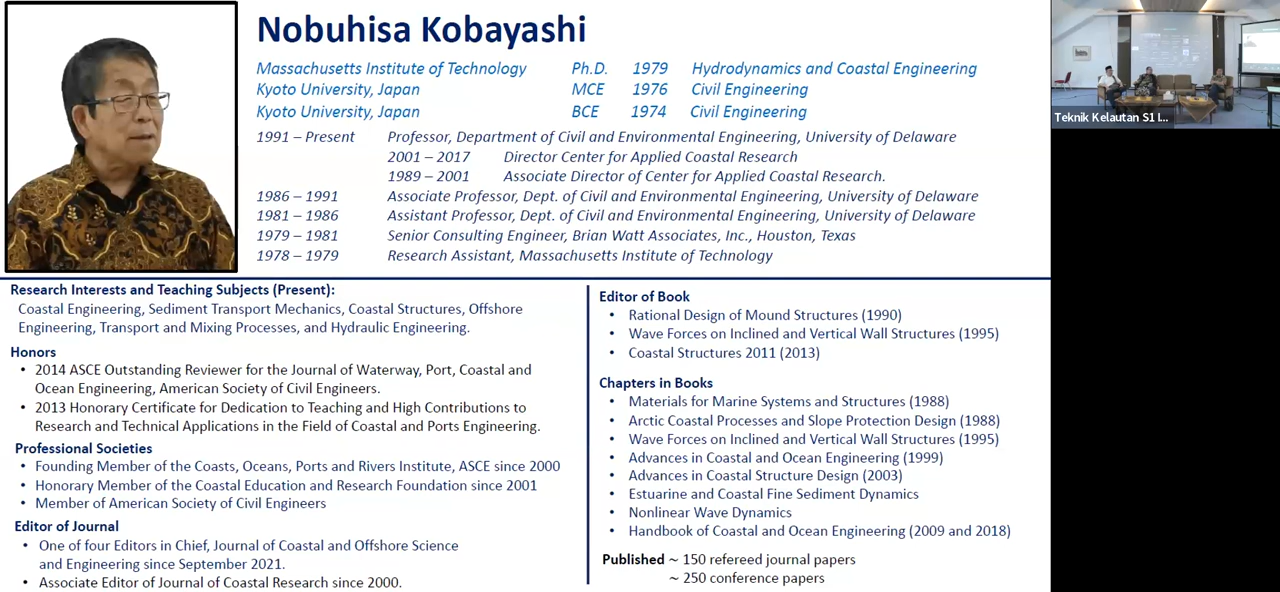 Nobuhisa Kobayashi
Massachusetts Institute of Technology Ph.D. 1979 Hydrodynamics and Coastal Engineering
Kyoto University, Japan MCE 1976 Civil Engineering
Kyoto University, Japan BCE 1974 Civil Engineering
1991 – Present Professor, Department of Civil and Environmental Engineering, University of Delaware
2001 – 2017 Director Center for Applied Coastal Research
1989 – 2001 Associate Director of Center for Applied Coastal Research.
1986 – 1991 Associate Professor, Dept. of Civil and Environmental Engineering, University of Delaware
1981 – 1986 Assistant Professor, Dept. of Civil and Environmental Engineering, University of Delaware
1979 – 1981 Senior Consulting Engineer, Brian Watt Associates, Inc., Houston, Texas
1978 – 1979 Research Assistant, Massachusetts Institute of Technology
Research Interests and Teaching Subjects (Present):
Coastal Engineering, Sediment Transport Mechanics, Coastal Structures, Offshore
Engineering, Transport and Mixing Processes, and Hydraulic Engineering.
Honors
• 2014 ASCE Outstanding Reviewer for the Journal of Waterway, Port, Coastal and
Ocean Engineering, American Society of Civil Engineers.
• 2013 Honorary Certificate for Dedication to Teaching and High Contributions to
Research and Technical Applications in the Field of Coastal and Ports Engineering.
Professional Societies
• Founding Member of the Coasts, Oceans, Ports and Rivers Institute, ASCE since 2000
• Honorary Member of the Coastal Education and Research Foundation since 2001
• Member of American Society of Civil Engineers
Editor of Journal
• One of four Editors in Chief, Journal of Coastal and Offshore Science
and Engineering since September 2021.
• Associate Editor of Journal of Coastal Research since 2000.
Editor of Book
• Rational Design of Mound Structures (1990)
• Wave Forces on Inclined and Vertical Wall Structures (1995)
• Coastal Structures 2011 (2013)
Chapters in Books
• Materials for Marine Systems and Structures (1988)
• Arctic Coastal Processes and Slope Protection Design (1988)
• Wave Forces on Inclined and Vertical Wall Structures (1995)
• Advances in Coastal and Ocean Engineering (1999)
• Advances in Coastal Structure Design (2003)
• Estuarine and Coastal Fine Sediment Dynamics
• Nonlinear Wave Dynamics
• Handbook of Coastal and Ocean Engineering (2009 and 2018)
Published ~ 150 refereed journal papers
~ 250 conference papers
Teknik Kelautan S1 I...